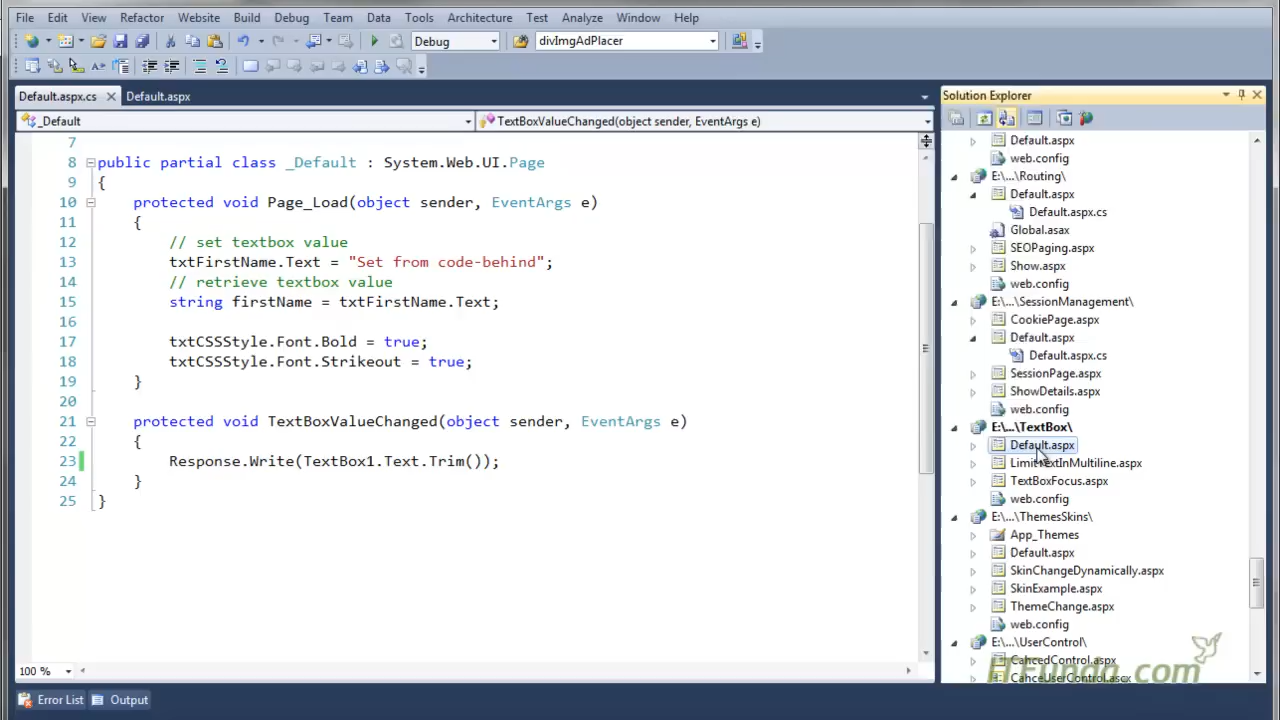 File Edit View Refactor Website Build Debug Team Data Tools Architecture Test Analyze Window Help
Debug divImgAdPlacer
Default.aspx.cs Default.aspx
_Default TextBoxValueChanged(object sender, EventArgs e)
7
8 public partial class _Default : System.Web.UI.Page
9 {
10 protected void Page_Load(object sender, EventArgs e)
11 {
12 // set textbox value
13 txtFirstName.Text = "Set from code-behind";
14 // retrieve textbox value
15 string firstName = txtFirstName.Text;
16
17 txtCSSStyle.Font.Bold = true;
18 txtCSSStyle.Font.Strikeout = true;
19 }
20
21 protected void TextBoxValueChanged(object sender, EventArgs e)
22 {
23 Response.Write(TextBox1.Text.Trim());
24 }
25 }
100 %
Error List Output
Solution Explorer
Default.aspx
web.config
E:\...\Routing\
Default.aspx
Default.aspx.cs
Global.asax
SEOPaging.aspx
Show.aspx
web.config
E:\...\SessionManagement\
CookiePage.aspx
Default.aspx
Default.aspx.cs
SessionPage.aspx
ShowDetails.aspx
web.config
E:\...\TextBox\
Default.aspx
LimitTextInMultiline.aspx
TextBoxFocus.aspx
web.config
E:\...\ThemesSkins\
App_Themes
Default.aspx
SkinChangeDynamically.aspx
SkinExample.aspx
ThemeChange.aspx
web.config
E:\...\UserControl\
CahcedControl.aspx
CahceUserControl.ascx
ITFunda.com